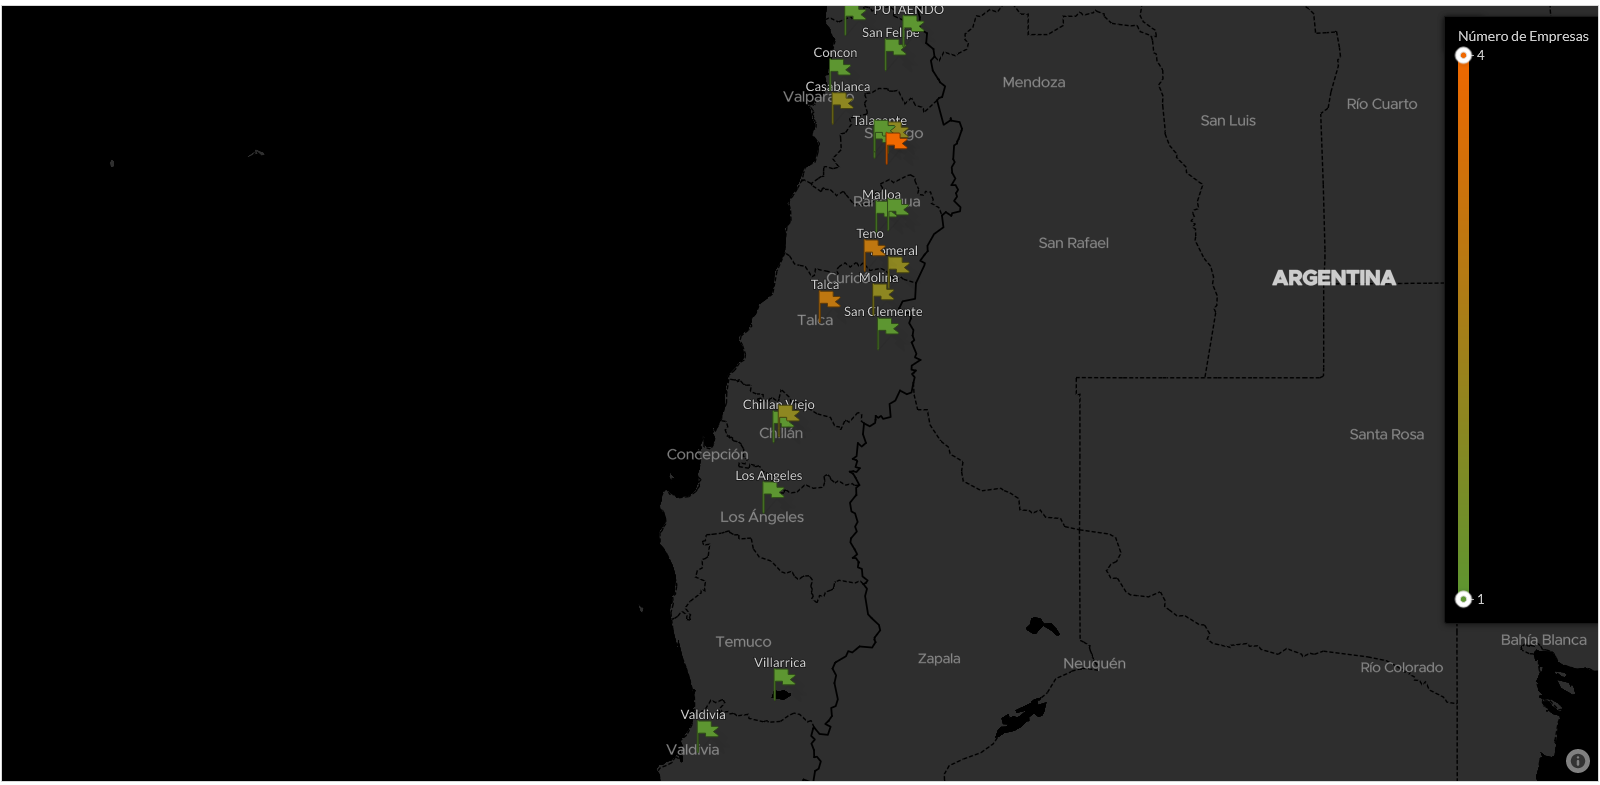 PUTAENDO
San Felipe
Número de Empresas
4
Concon
Mendoza
Casablanca
Valparaíso
Río Cuarto
San Luis
Talagante
Santiago
Malloa
Rancagua
Teno
San Rafael
Romeral
Curicó
Molina
ARGENTINA
Talca
San Clemente
Talca
Chillan Viejo
Chillán
Santa Rosa
Concepción
Los Angeles
Los Ángeles
1
Temuco
Bahía Blanca
Villarrica
Zapala
Neuquén
Río Colorado
Valdivia
Valdivia